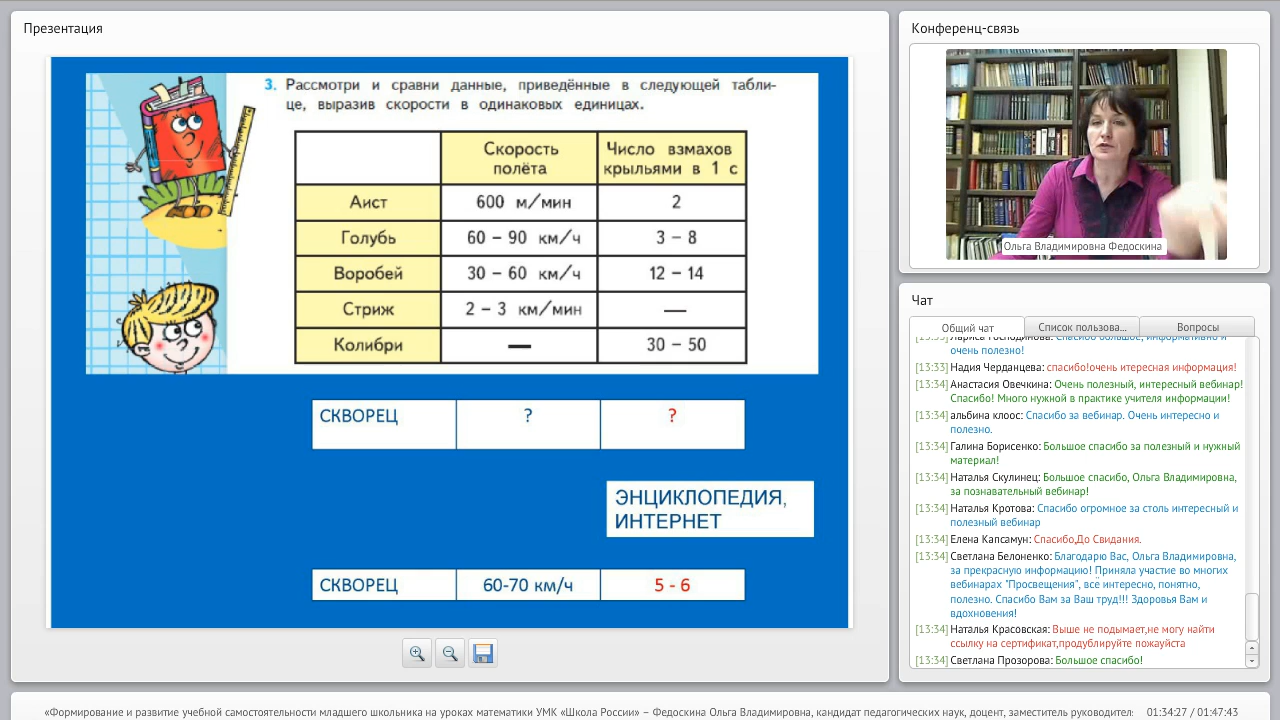 Презентация
3. Рассмотри и сравни данные, приведённые в следующей табли-
це, выразив скорости в одинаковых единицах.
Скорость полёта
Число взмахов крыльями в 1 с
Аист 600 м/мин 2
Голубь 60 – 90 км/ч 3 – 8
Воробей 30 – 60 км/ч 12 – 14
Стриж 2 – 3 км/мин —
Колибри — 30 – 50
СКВОРЕЦ ? ?
ЭНЦИКЛОПЕДИЯ,
ИНТЕРНЕТ
СКВОРЕЦ 60-70 км/ч 5 - 6
Конференц-связь
Ольга Владимировна Федоскина
Чат
Общий чат Список пользова... Вопросы
очень полезно!
[13:33] Надия Черданцева: спасибо!очень итересная информация!
[13:34] Анастасия Овечкина: Очень полезный, интересный вебинар!
Спасибо! Много нужной в практике учителя информации!
[13:34] альбина клоос: Спасибо за вебинар. Очень интересно и
полезно.
[13:34] Галина Борисенко: Большое спасибо за полезный и нужный
материал!
[13:34] Наталья Скулинец: Большое спасибо, Ольга Владимировна,
за познавательный вебинар!
[13:34] Наталья Кротова: Спасибо огромное за столь интересный и
полезный вебинар
[13:34] Елена Капсамун: Спасибо,До Свидания.
[13:34] Светлана Белоненко: Благодарю Вас, Ольга Владимировна,
за прекрасную информацию! Приняла участие во многих
вебинарах "Просвещения", всё интересно, понятно,
полезно. Спасибо Вам за Ваш труд!!! Здоровья Вам и
вдохновения!
[13:34] Наталья Красовская: Выше не подымает,не могу найти
ссылку на сертификат,продублируйте пожауйста
[13:34] Светлана Прозорова: Большое спасибо!
«Формирование и развитие учебной самостоятельности младшего школьника на уроках математики УМК «Школа России» – Федоскина Ольга Владимировна, кандидат педагогических наук, доцент, заместитель руководител 01:34:27 / 01:47:43